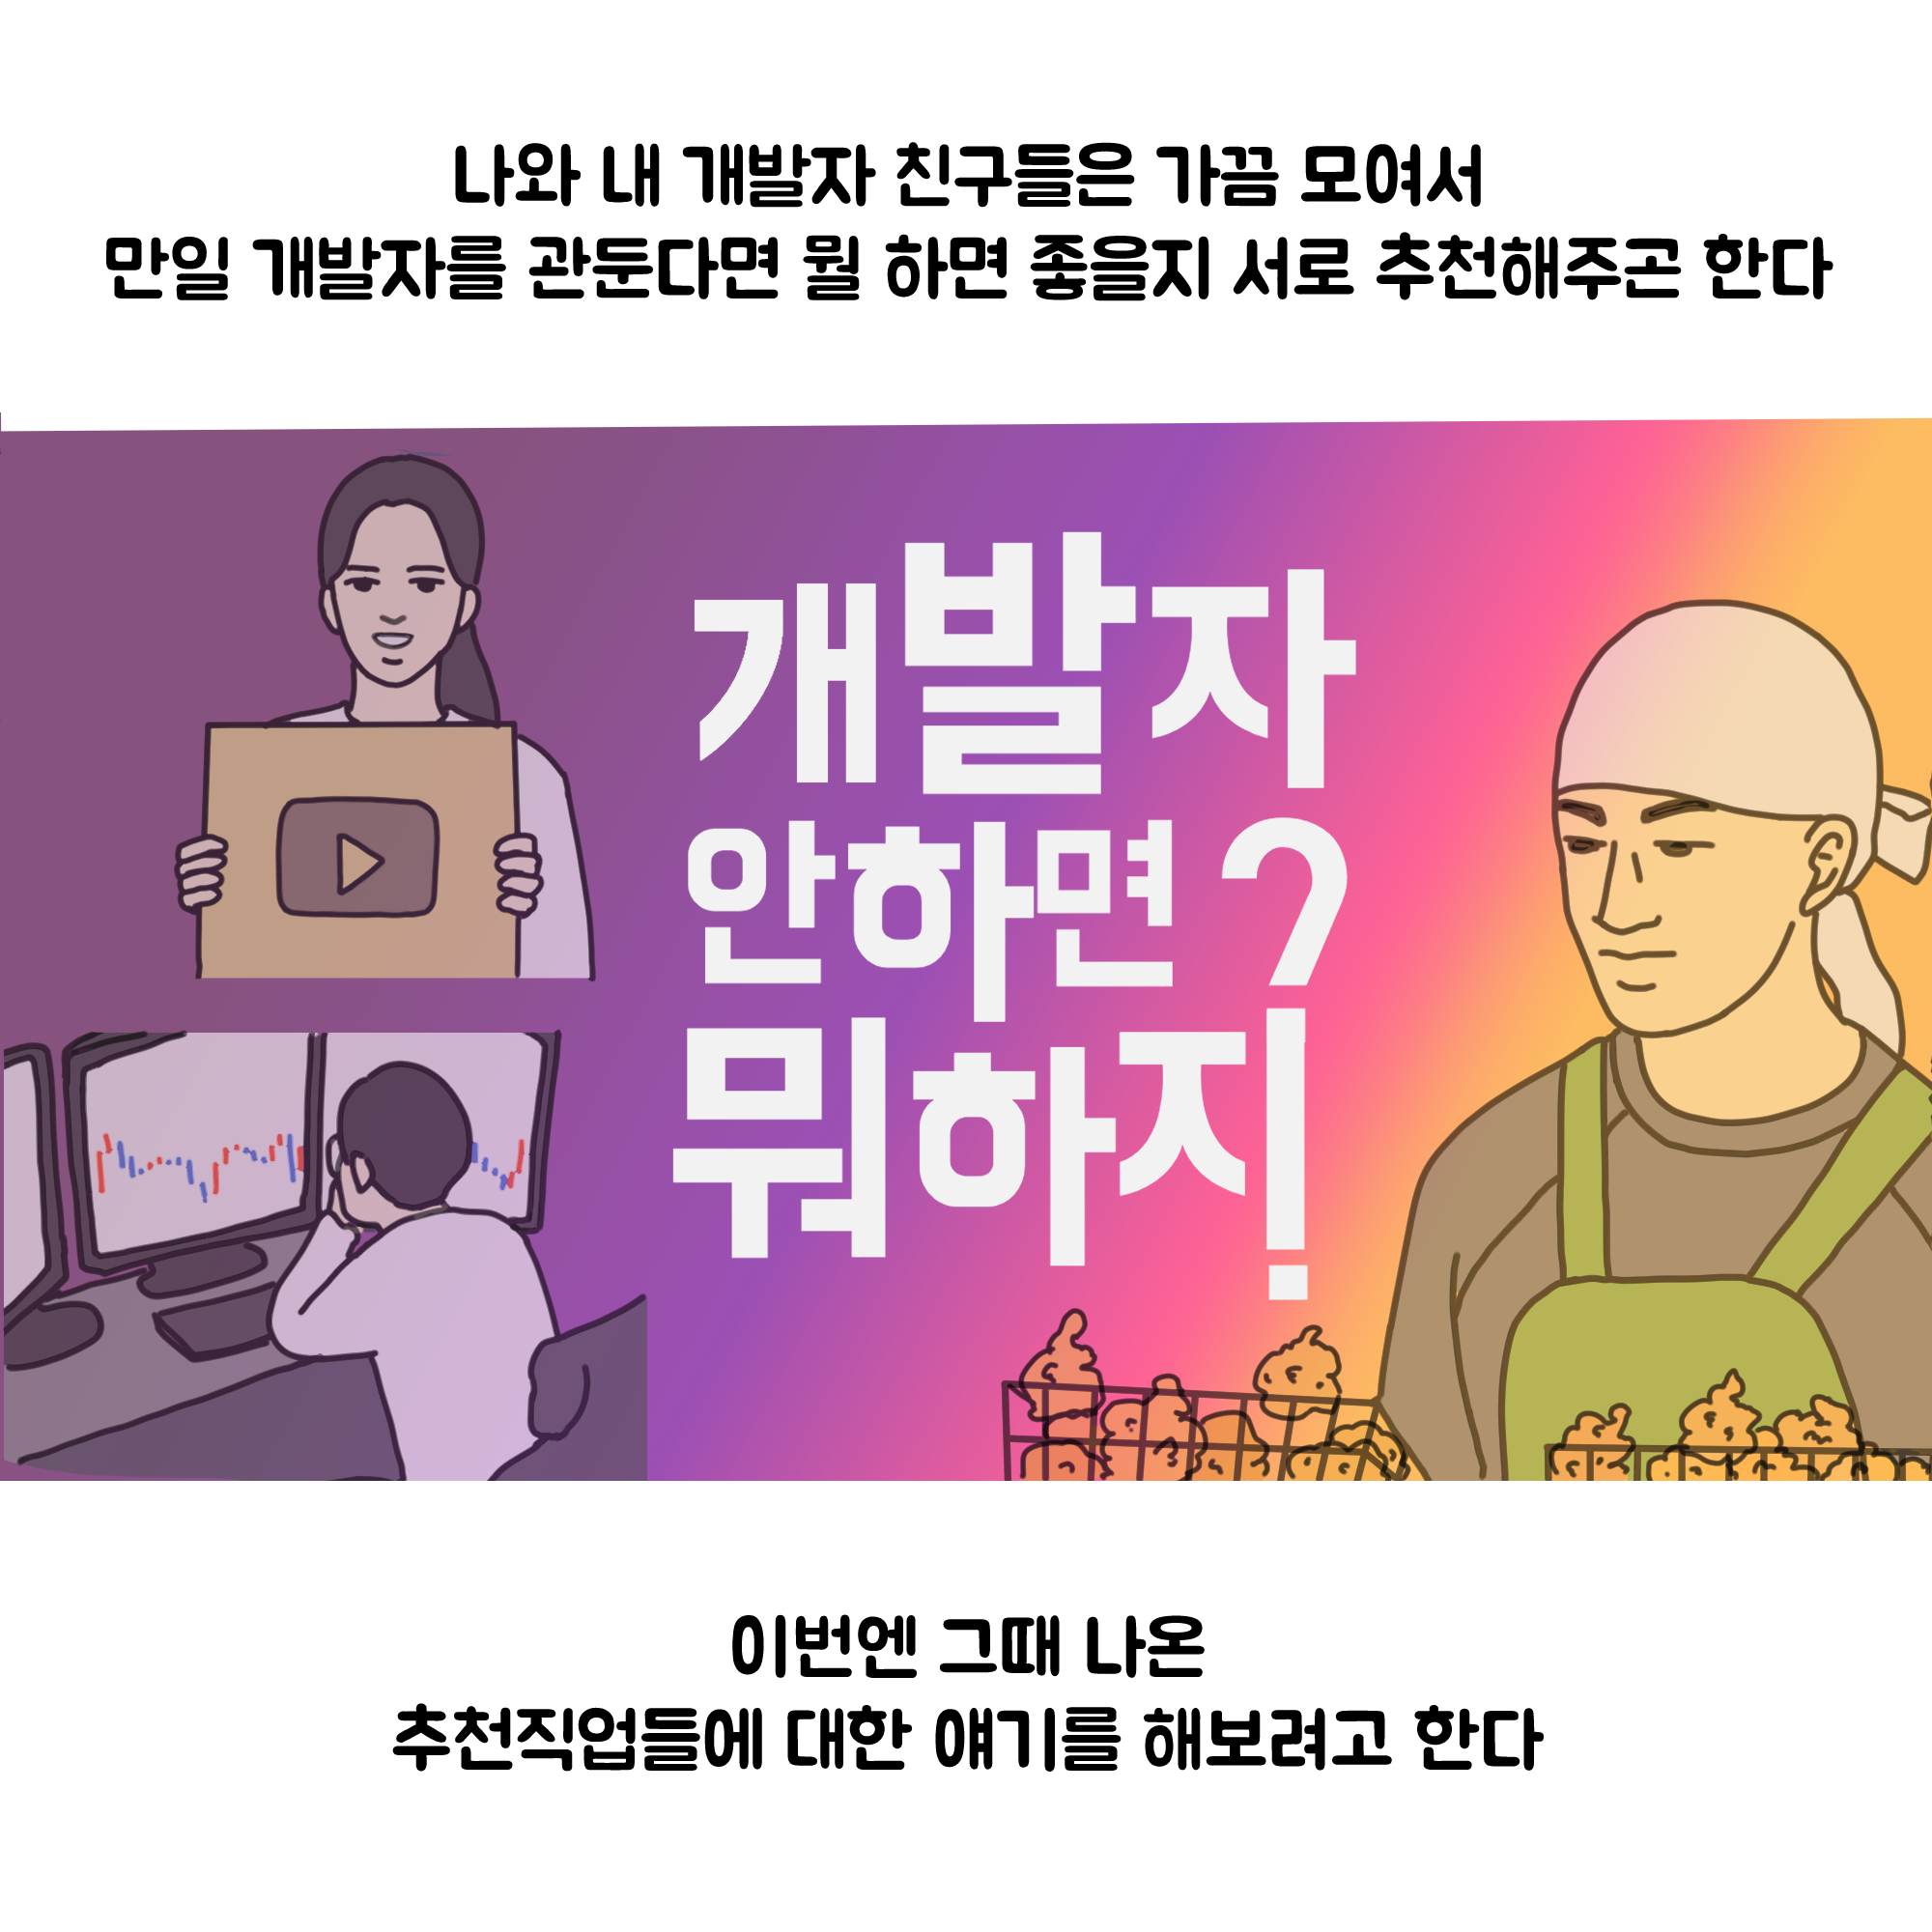 나와 내 개발자 친구들은 가끔 모여서
만일 개발자를 관둔다면 뭘 하면 좋을지 서로 추천해주곤 한다
개발자
안하면?
뭐하지!
이번엔 그때 나온
추천직업들에 대한 얘기를 해보려고 한다